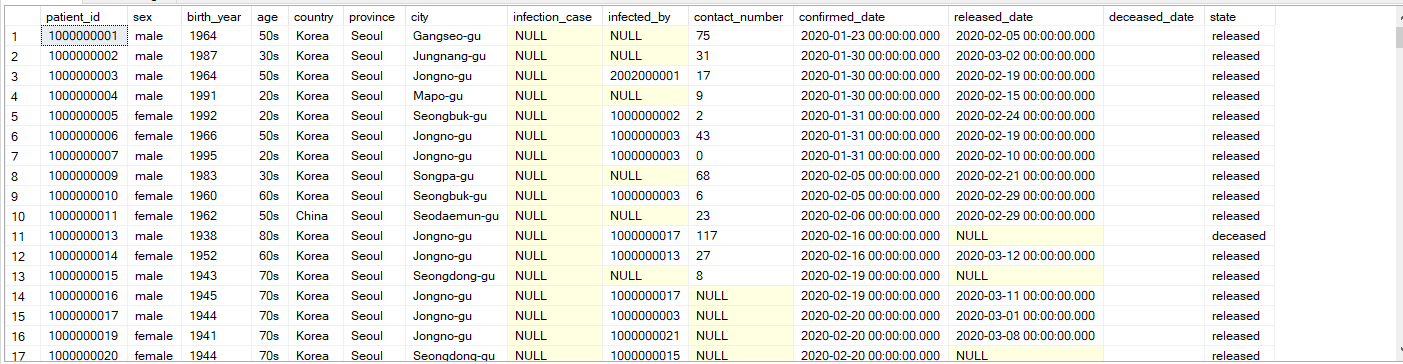 patient_id sex birth_year age country province city infection_case infected_by contact_number confirmed_date released_date deceased_date state
1 1000000001 male 1964 50s Korea Seoul Gangseo-gu NULL NULL 75 2020-01-23 00:00:00.000 2020-02-05 00:00:00.000 released
2 1000000002 male 1987 30s Korea Seoul Jungnang-gu NULL NULL 31 2020-01-30 00:00:00.000 2020-03-02 00:00:00.000 released
3 1000000003 male 1964 50s Korea Seoul Jongno-gu NULL 2002000001 17 2020-01-30 00:00:00.000 2020-02-19 00:00:00.000 released
4 1000000004 male 1991 20s Korea Seoul Mapo-gu NULL NULL 9 2020-01-30 00:00:00.000 2020-02-15 00:00:00.000 released
5 1000000005 female 1992 20s Korea Seoul Seongbuk-gu NULL 1000000002 2 2020-01-31 00:00:00.000 2020-02-24 00:00:00.000 released
6 1000000006 female 1966 50s Korea Seoul Jongno-gu NULL 1000000003 43 2020-01-31 00:00:00.000 2020-02-19 00:00:00.000 released
7 1000000007 male 1995 20s Korea Seoul Jongno-gu NULL 1000000003 0 2020-01-31 00:00:00.000 2020-02-10 00:00:00.000 released
8 1000000009 male 1983 30s Korea Seoul Songpa-gu NULL NULL 68 2020-02-05 00:00:00.000 2020-02-21 00:00:00.000 released
9 1000000010 female 1960 60s Korea Seoul Seongbuk-gu NULL 1000000003 6 2020-02-05 00:00:00.000 2020-02-29 00:00:00.000 released
10 1000000011 female 1962 50s China Seoul Seodaemun-gu NULL NULL 23 2020-02-06 00:00:00.000 2020-02-29 00:00:00.000 released
11 1000000013 male 1938 80s Korea Seoul Jongno-gu NULL 1000000017 117 2020-02-16 00:00:00.000 NULL deceased
12 1000000014 female 1952 60s Korea Seoul Jongno-gu NULL 1000000013 27 2020-02-16 00:00:00.000 2020-03-12 00:00:00.000 released
13 1000000015 male 1943 70s Korea Seoul Seongdong-gu NULL NULL 8 2020-02-19 00:00:00.000 NULL released
14 1000000016 male 1945 70s Korea Seoul Jongno-gu NULL 1000000017 NULL 2020-02-19 00:00:00.000 2020-03-11 00:00:00.000 released
15 1000000017 male 1944 70s Korea Seoul Jongno-gu NULL 1000000003 NULL 2020-02-20 00:00:00.000 2020-03-01 00:00:00.000 released
16 1000000019 female 1941 70s Korea Seoul Jongno-gu NULL 1000000021 NULL 2020-02-20 00:00:00.000 2020-03-08 00:00:00.000 released
17 1000000020 female 1944 70s Korea Seoul Seongdong-gu NULL 1000000015 NULL 2020-02-20 00:00:00.000 NULL released